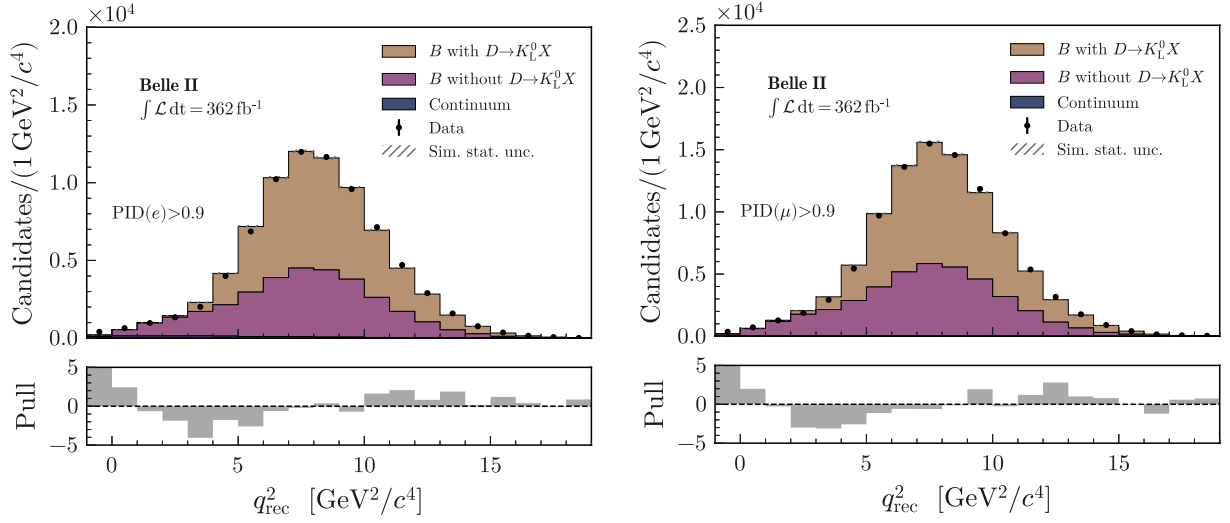 ×10⁴
2.0
1.5
1.0
0.5
0.0
Candidates/(1 GeV²/c⁴)
B with D→K⁰_L X
B without D→K⁰_L X
Continuum
Data
Sim. stat. unc.
Belle II
∫ℒ dt = 362 fb⁻¹
PID(e)>0.9
5
0
−5
Pull
0
5
10
15
q²_rec [GeV²/c⁴]
×10⁴
2.5
2.0
1.5
1.0
0.5
0.0
Candidates/(1 GeV²/c⁴)
B with D→K⁰_L X
B without D→K⁰_L X
Continuum
Data
Sim. stat. unc.
Belle II
∫ℒ dt = 362 fb⁻¹
PID(μ)>0.9
5
0
−5
Pull
0
5
10
15
q²_rec [GeV²/c⁴]